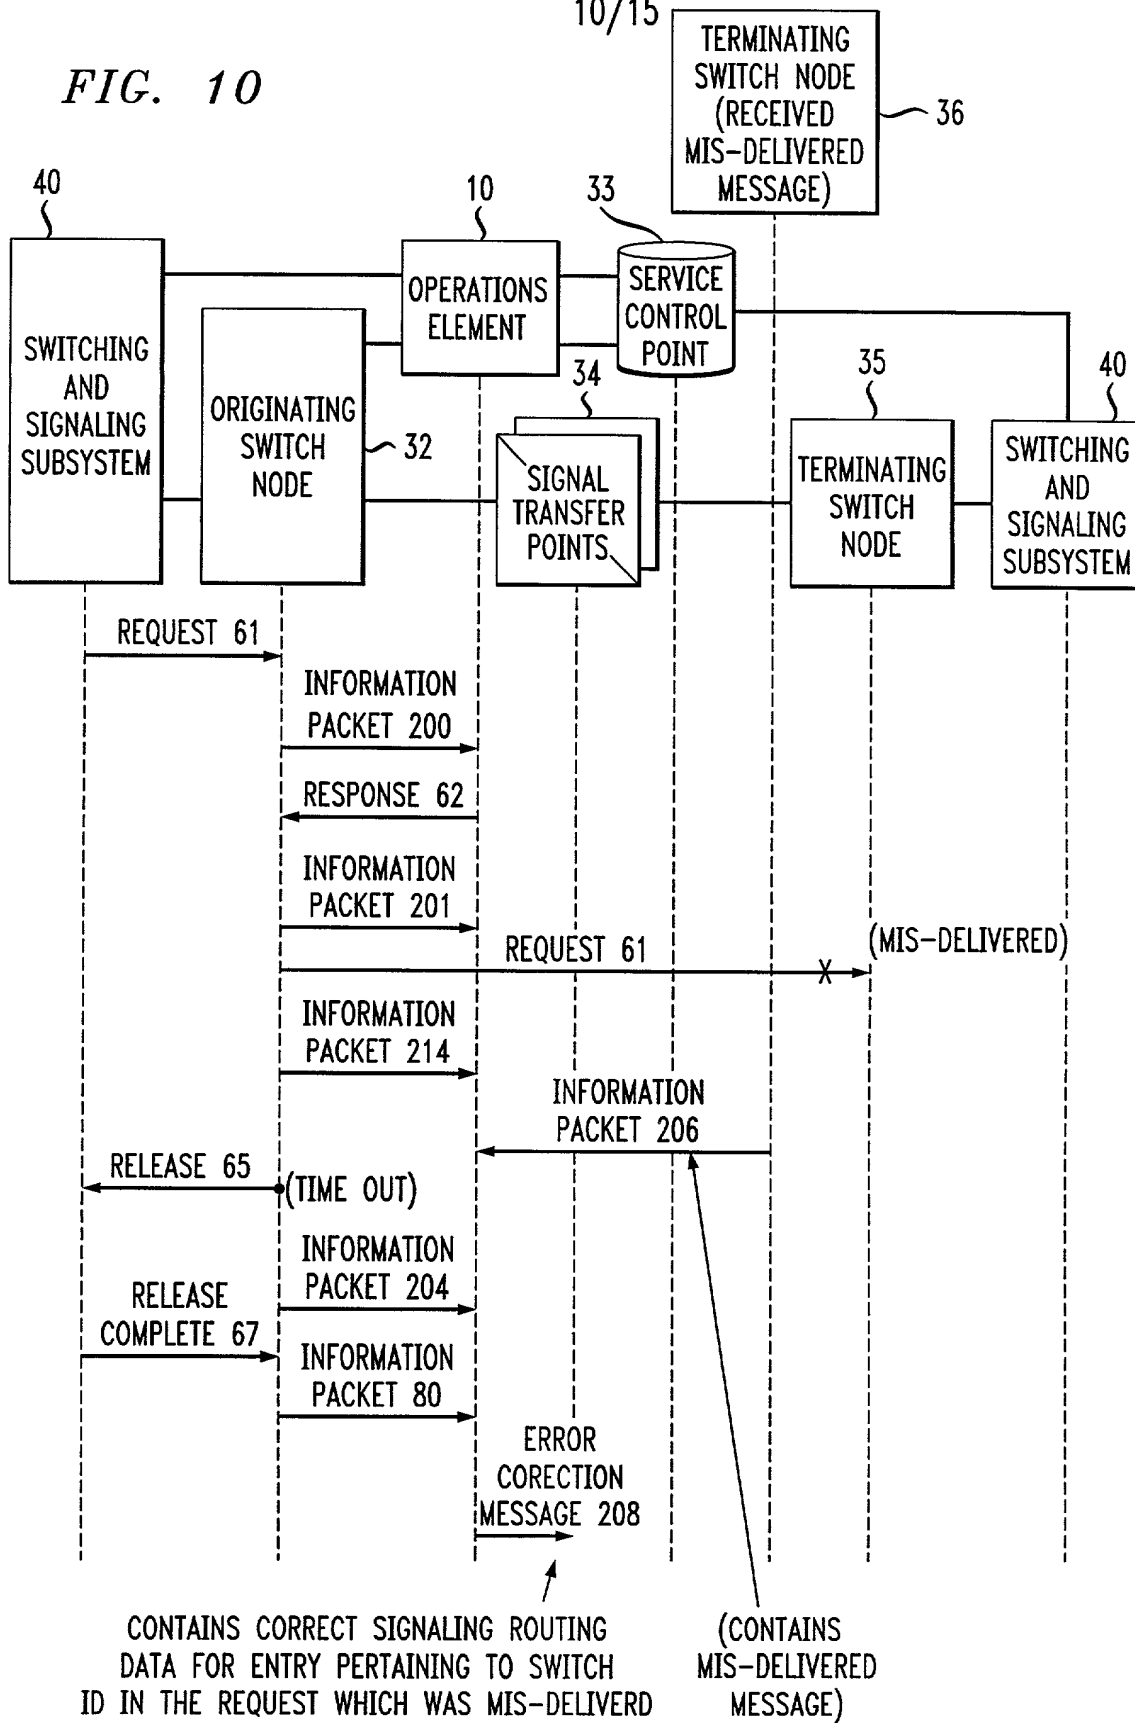 10/15
FIG. 10
TERMINATING
SWITCH NODE
(RECEIVED
MIS-DELIVERED
MESSAGE)
36
40
10
33
SWITCHING
AND
SIGNALING
SUBSYSTEM
ORIGINATING
SWITCH
NODE
32
OPERATIONS
ELEMENT
SERVICE
CONTROL
POINT
34
SIGNAL
TRANSFER
POINTS
35
TERMINATING
SWITCH
NODE
40
SWITCHING
AND
SIGNALING
SUBSYSTEM
REQUEST 61
INFORMATION
PACKET 200
RESPONSE 62
INFORMATION
PACKET 201
REQUEST 61
X
(MIS-DELIVERED)
INFORMATION
PACKET 214
INFORMATION
PACKET 206
RELEASE 65
(TIME OUT)
INFORMATION
PACKET 204
RELEASE
COMPLETE 67
INFORMATION
PACKET 80
ERROR
CORECTION
MESSAGE 208
CONTAINS CORRECT SIGNALING ROUTING
DATA FOR ENTRY PERTAINING TO SWITCH
ID IN THE REQUEST WHICH WAS MIS-DELIVERD
(CONTAINS
MIS-DELIVERED
MESSAGE)